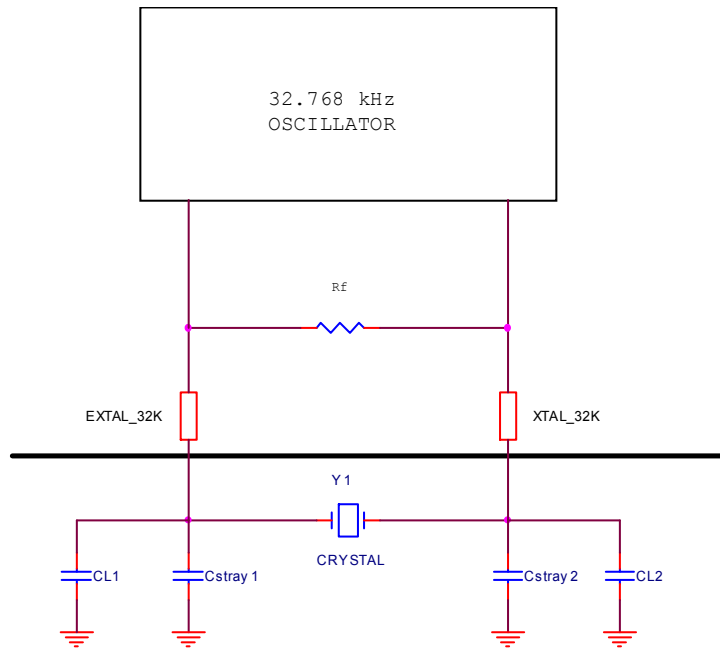 32.768 kHz
OSCILLATOR
Rf
EXTAL_32K
XTAL_32K
Y1
CRYSTAL
CL1
Cstray 1
Cstray 2
CL2